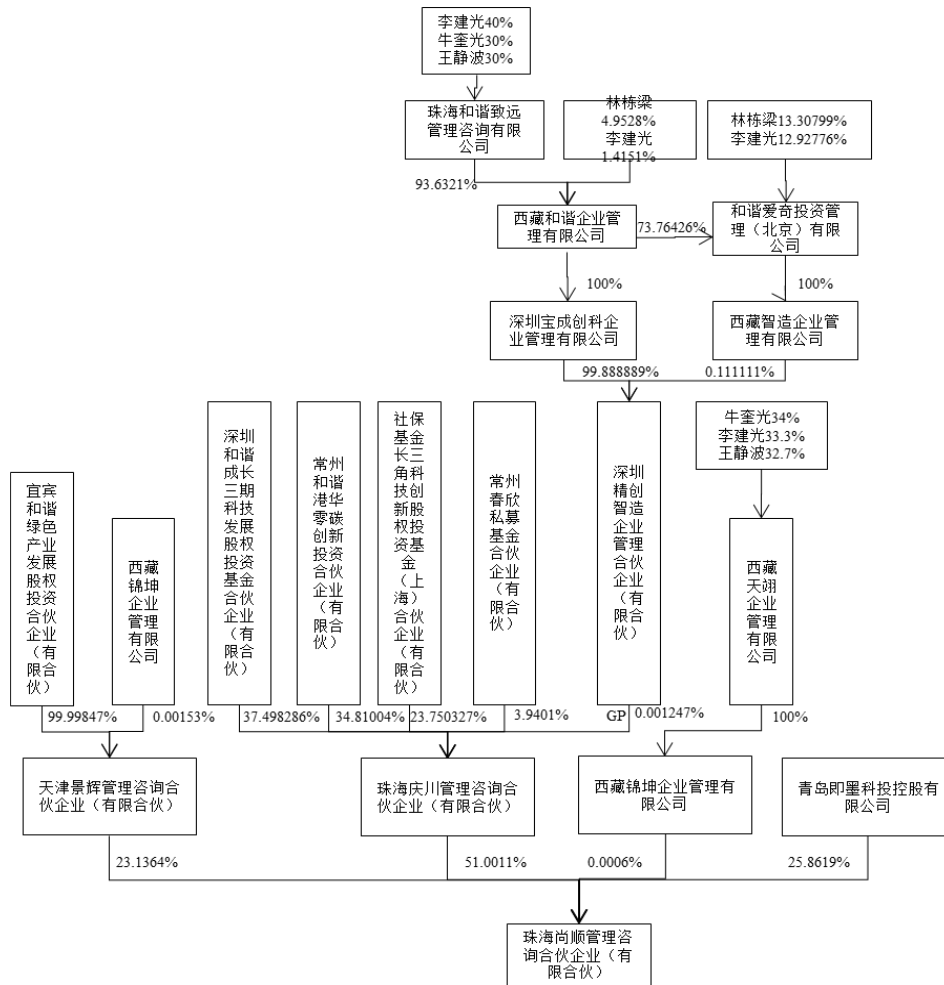 李建光40%
牛奎光30%
王静波30%
珠海和谐致远
管理咨询有限
公司
林栋梁
4.9528%
李建光
1.4151%
林栋梁13.30799%
李建光12.92776%
93.6321%
西藏和谐企业管
理有限公司
73.76426%
和谐爱奇投资管
理（北京）有限
公司
100%
100%
深圳宝成创科企
业管理有限公司
西藏智造企业管
理有限公司
99.888889%
0.111111%
宜宾
和谐
绿色
产业
发展
股权
投资
合伙
企业
（有
限合
伙）
西藏
锦坤
企业
管理
有限
公司
深圳
和谐
成长
三期
科技
发展
股权
投资
基金
合伙
企业
（有
限合
伙）
常州
和谐
港华
零碳
创新
投资
合伙
企业
（有
限合
伙）
社保
基金
长三
角科
技创
新股
权投
资基
金
（上
海）
合伙
企业
（有
限合
伙）
常州
春欣
私募
基金
合伙
企业
（有
限合
伙）
深圳
精创
智造
企业
管理
合伙
企业
（有
限合
伙）
牛奎光34%
李建光33.3%
王静波32.7%
西藏
天翊
企业
管理
有限
公司
99.99847%
0.00153%
37.498286%
34.81004%
23.750327%
3.9401%
GP
0.001247%
100%
天津景辉管理咨询合
伙企业（有限合伙）
珠海庆川管理咨询合
伙企业（有限合伙）
西藏锦坤企业管理有
限公司
青岛即墨科投控股有
限公司
23.1364%
51.0011%
0.0006%
25.8619%
珠海尚顺管理咨
询合伙企业（有
限合伙）